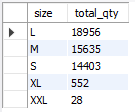 size total_qty
L 18956
M 15635
S 14403
XL 552
XXL 28